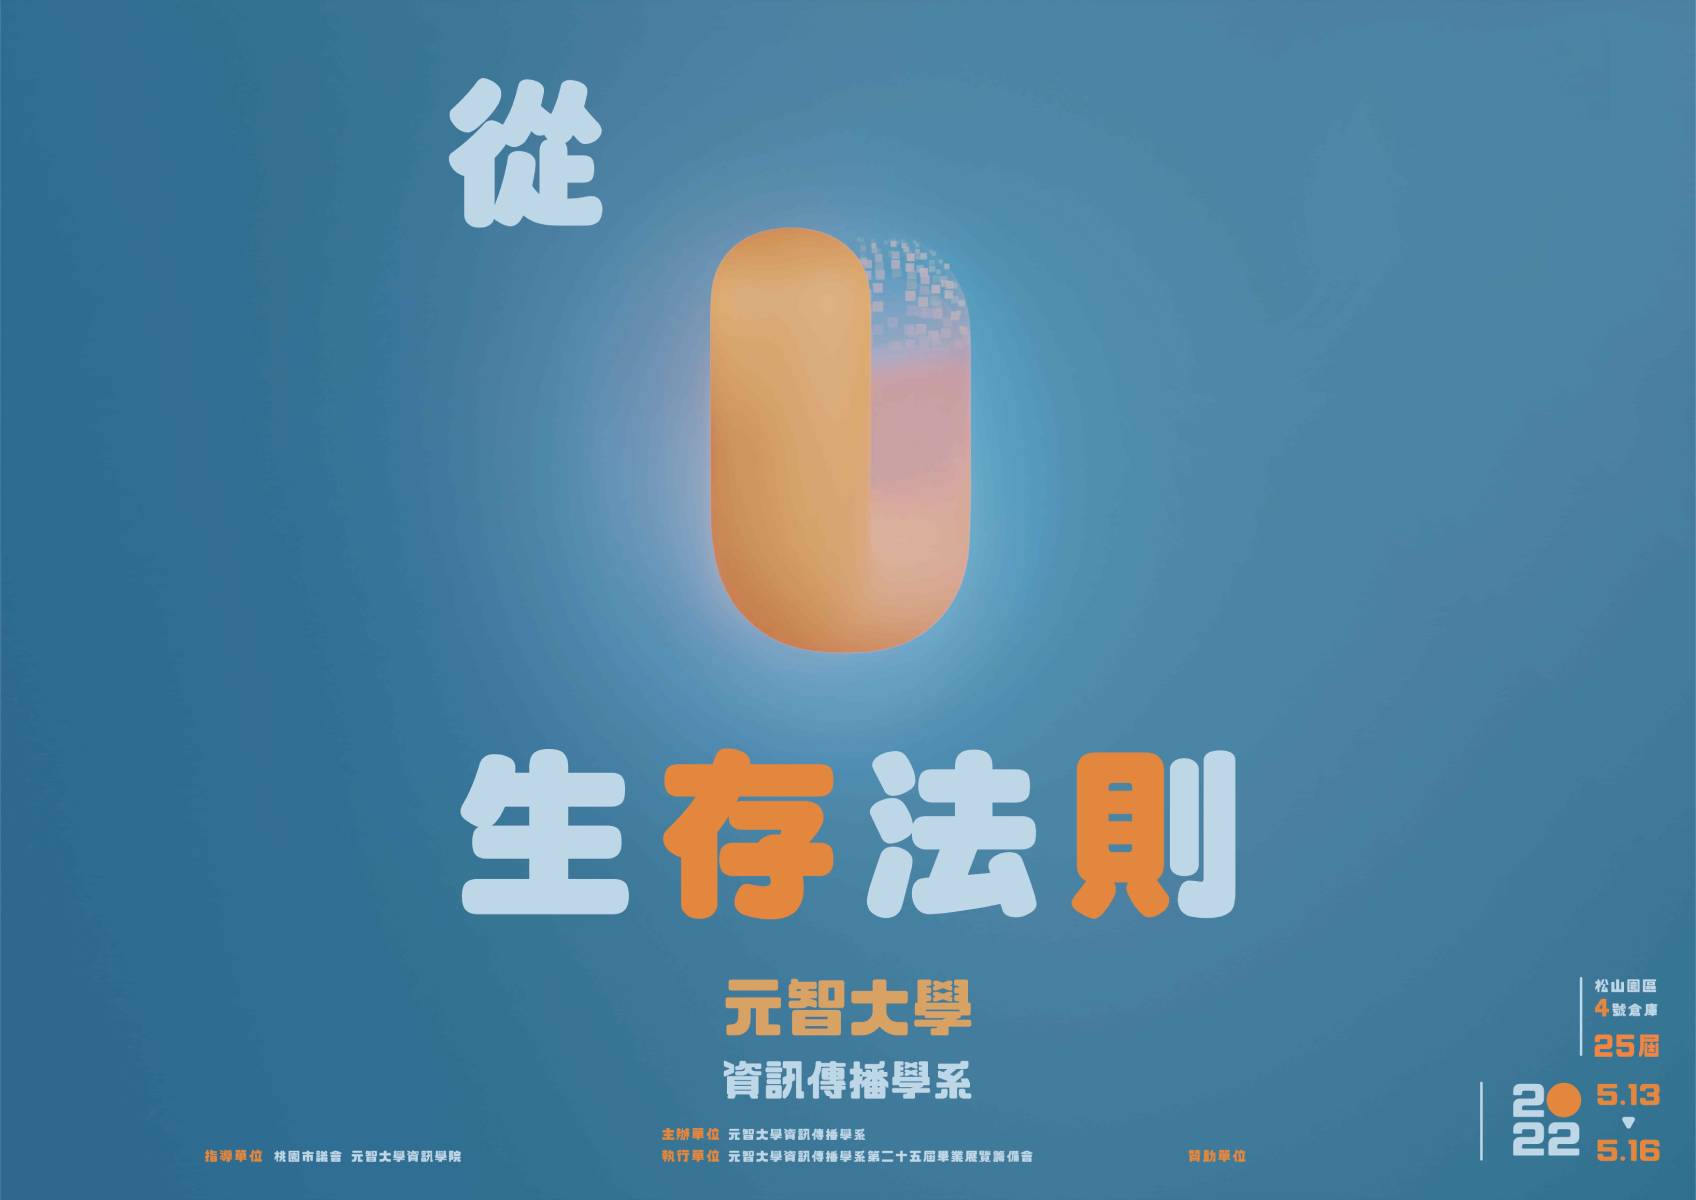 從
0
生存法則
元智大學
資訊傳播學系
主辦單位 元智大學資訊傳播學系
執行單位 元智大學資訊傳播學系第二十五屆畢業展覽籌備會
指導單位 桃園市議會 元智大學資訊學院
贊助單位
松山園區
4號倉庫
25屆
2022
5.13
5.16